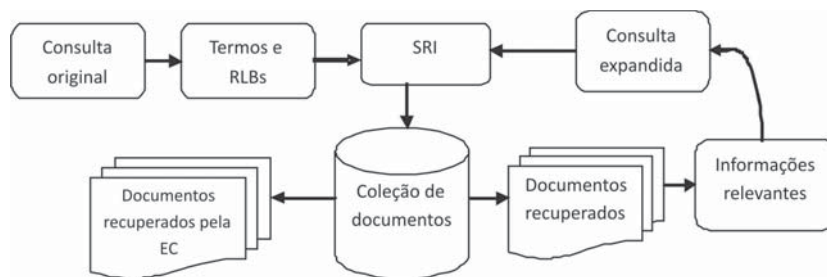 Consulta
original
Termos e
RLBs
SRI
Consulta
expandida
Documentos
recuperados pela
EC
Coleção de
documentos
Documentos
recuperados
Informações
relevantes